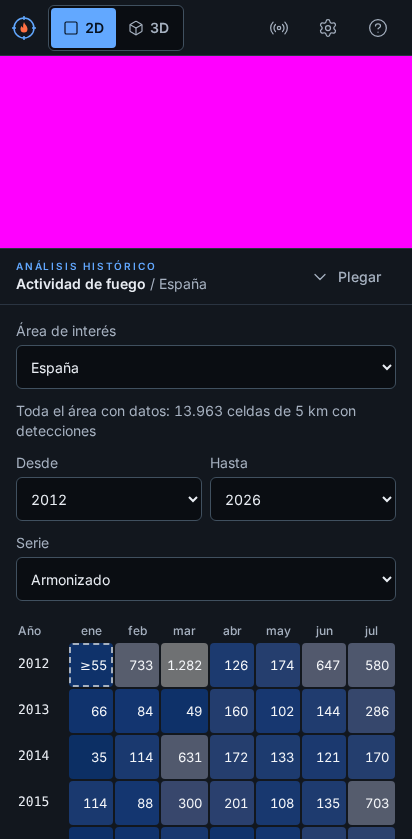 2D 3D
ANÁLISIS HISTÓRICO
Actividad de fuego / España
Plegar
Área de interés
España
Toda el área con datos: 13.963 celdas de 5 km con
detecciones
Desde Hasta
2012 2026
Serie
Armonizado
Año ene feb mar abr may jun jul
2012 ≥55 733 1.282 126 174 647 580
2013 66 84 49 160 102 144 286
2014 35 114 631 172 133 121 170
2015 114 88 300 201 108 135 703